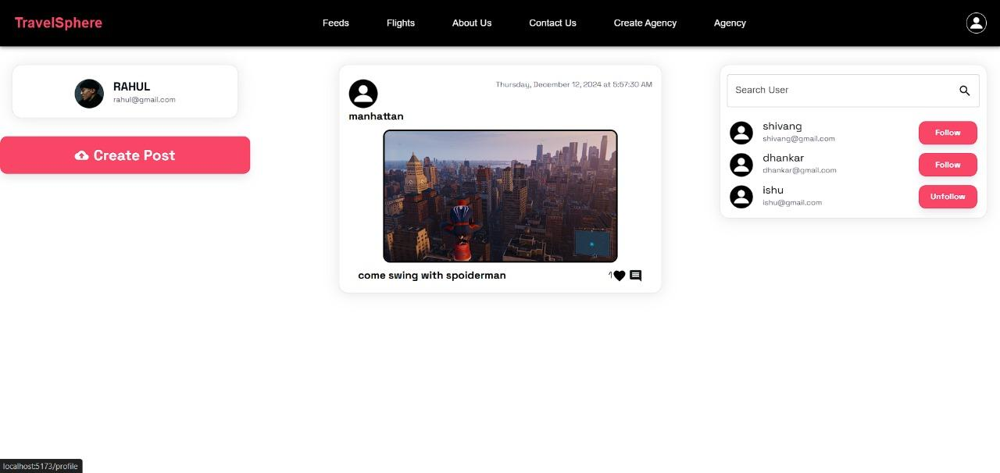 TravelSphere
Feeds
Flights
About Us
Contact Us
Create Agency
Agency
RAHUL
rahul@gmail.com
Create Post
Thursday, December 12, 2024 at 5:57:30 AM
manhattan
come swing with spoiderman
1
Search User
shivang
shivang@gmail.com
Follow
dhankar
dhankar@gmail.com
Follow
ishu
ishu@gmail.com
Unfollow
localhost:5173/profile